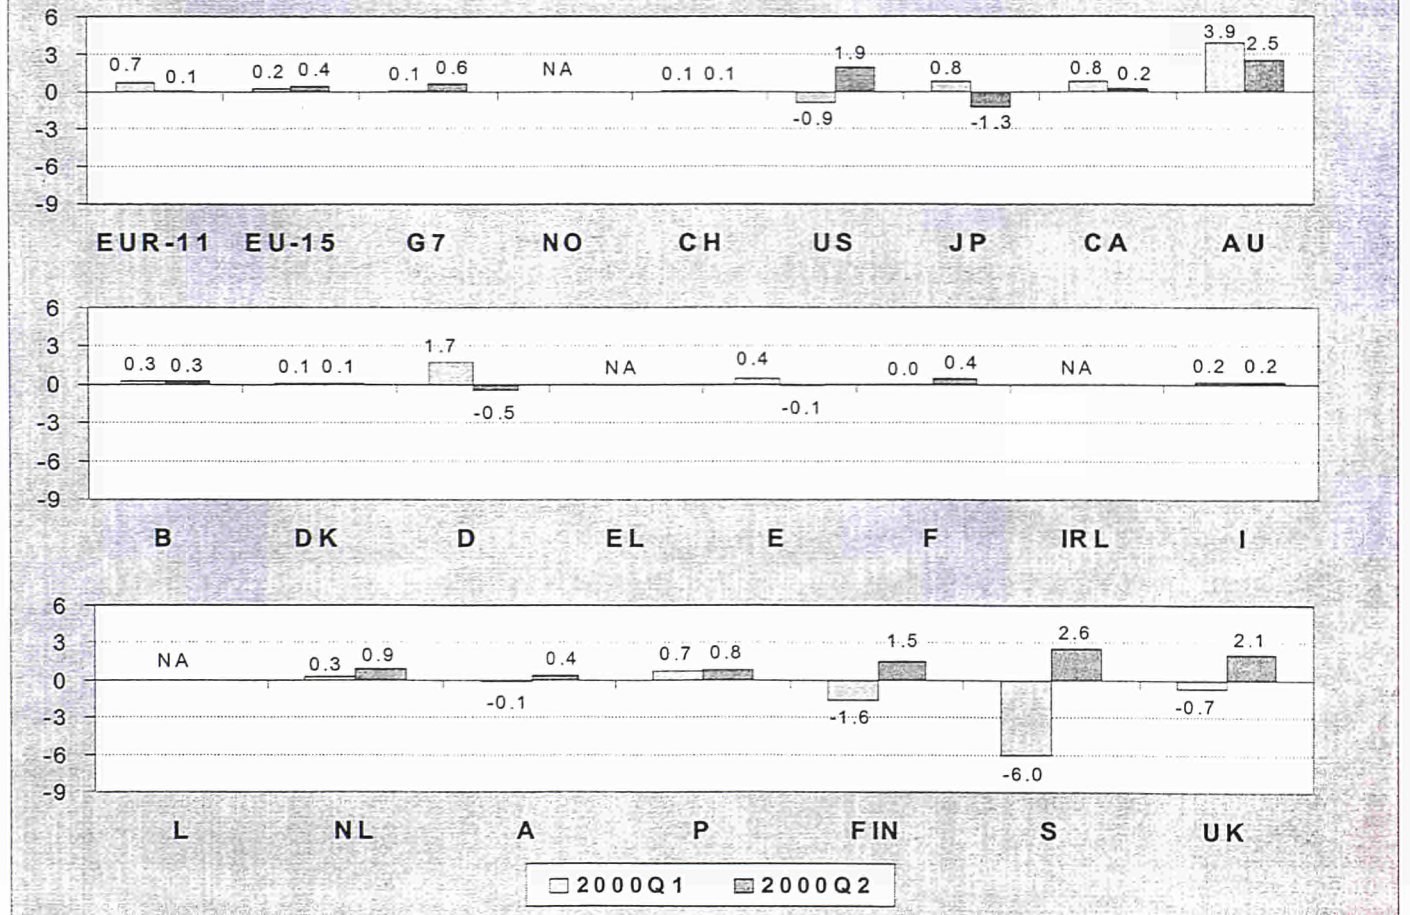 6
3
0
-3
-6
-9
0.7 0.1 0.2 0.4 0.1 0.6 NA 0.1 0.1 -0.9 1.9 0.8 -1.3 0.8 0.2 3.9 2.5
EUR-11 EU-15 G7 NO CH US JP CA AU
6
3
0
-3
-6
-9
0.3 0.3 0.1 0.1 1.7 -0.5 NA 0.4 -0.1 0.0 0.4 NA 0.2 0.2
B DK D EL E F IRL I
6
3
0
-3
-6
-9
NA 0.3 0.9 -0.1 0.4 0.7 0.8 -1.6 1.5 -6.0 2.6 -0.7 2.1
L NL A P FIN S UK
2000Q1 2000Q2